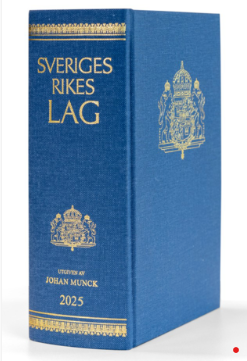 SVERIGES
RIKES
LAG
UTGIVEN AV
JOHAN MUNCK
2025